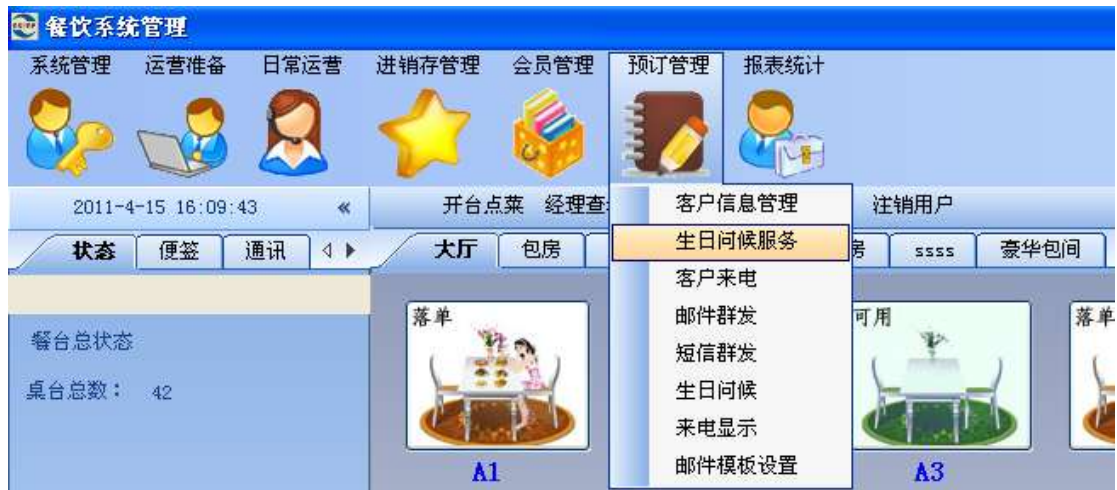 餐饮系统管理
系统管理 运营准备 日常运营 进销存管理 会员管理 预订管理 报表统计
2011-4-15 16:09:43 «
开台点菜 经理查 注销用户
状态 便签 通讯
大厅 包房 房 ssss 豪华包间
客户信息管理
生日问候服务
客户来电
邮件群发
短信群发
生日问候
来电显示
邮件模板设置
餐台总状态
桌台总数： 42
落单
可用
落单
A1
A3